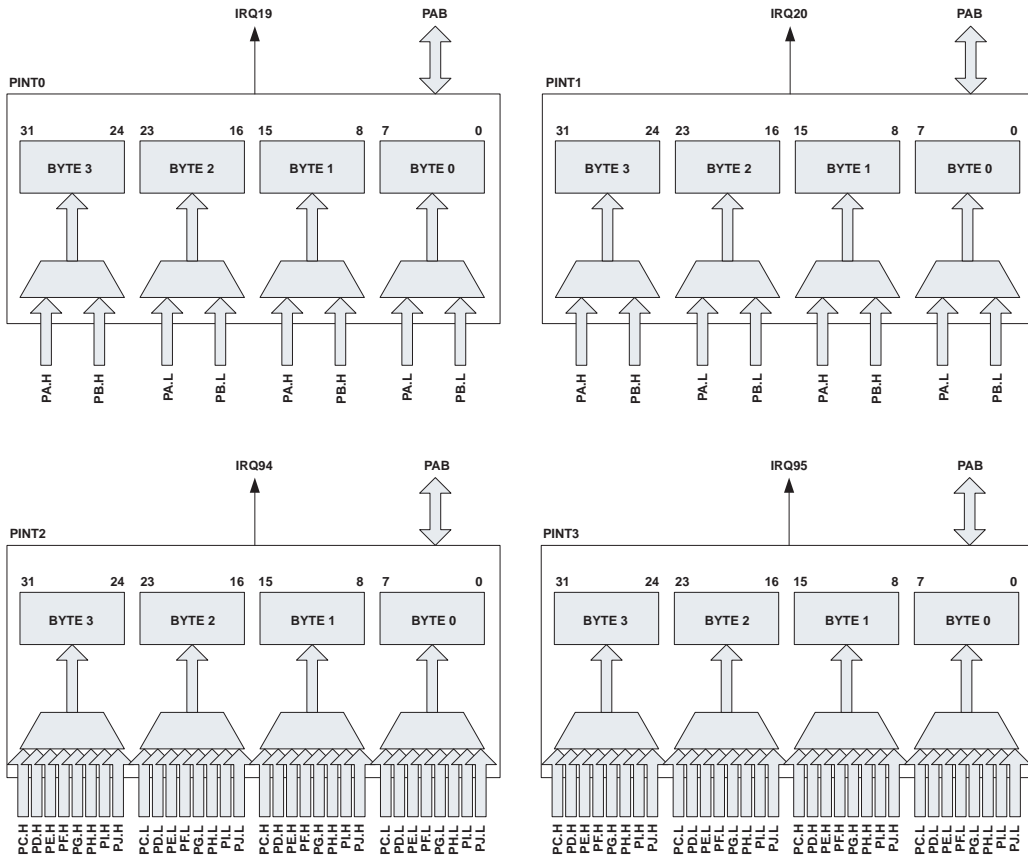 IRQ19 PAB
PINT0
31 24 23 16 15 8 7 0
BYTE 3 BYTE 2 BYTE 1 BYTE 0
PA.H PB.H PA.L PB.L PA.H PB.H PA.L PB.L
IRQ20 PAB
PINT1
31 24 23 16 15 8 7 0
BYTE 3 BYTE 2 BYTE 1 BYTE 0
PA.H PB.H PA.L PB.L PA.H PB.H PA.L PB.L
IRQ94 PAB
PINT2
31 24 23 16 15 8 7 0
BYTE 3 BYTE 2 BYTE 1 BYTE 0
PC.H PD.H PE.H PF.H PG.H PH.H PI.H PJ.H PC.L PD.L PE.L PF.L PG.L PH.L PI.L PJ.L PC.H PD.H PE.H PF.H PG.H PH.H PI.H PJ.H PC.L PD.L PE.L PF.L PG.L PH.L PI.L PJ.L
IRQ95 PAB
PINT3
31 24 23 16 15 8 7 0
BYTE 3 BYTE 2 BYTE 1 BYTE 0
PC.H PD.H PE.H PF.H PG.H PH.H PI.H PJ.H PC.L PD.L PE.L PF.L PG.L PH.L PI.L PJ.L PC.H PD.H PE.H PF.H PG.H PH.H PI.H PJ.H PC.L PD.L PE.L PF.L PG.L PH.L PI.L PJ.L